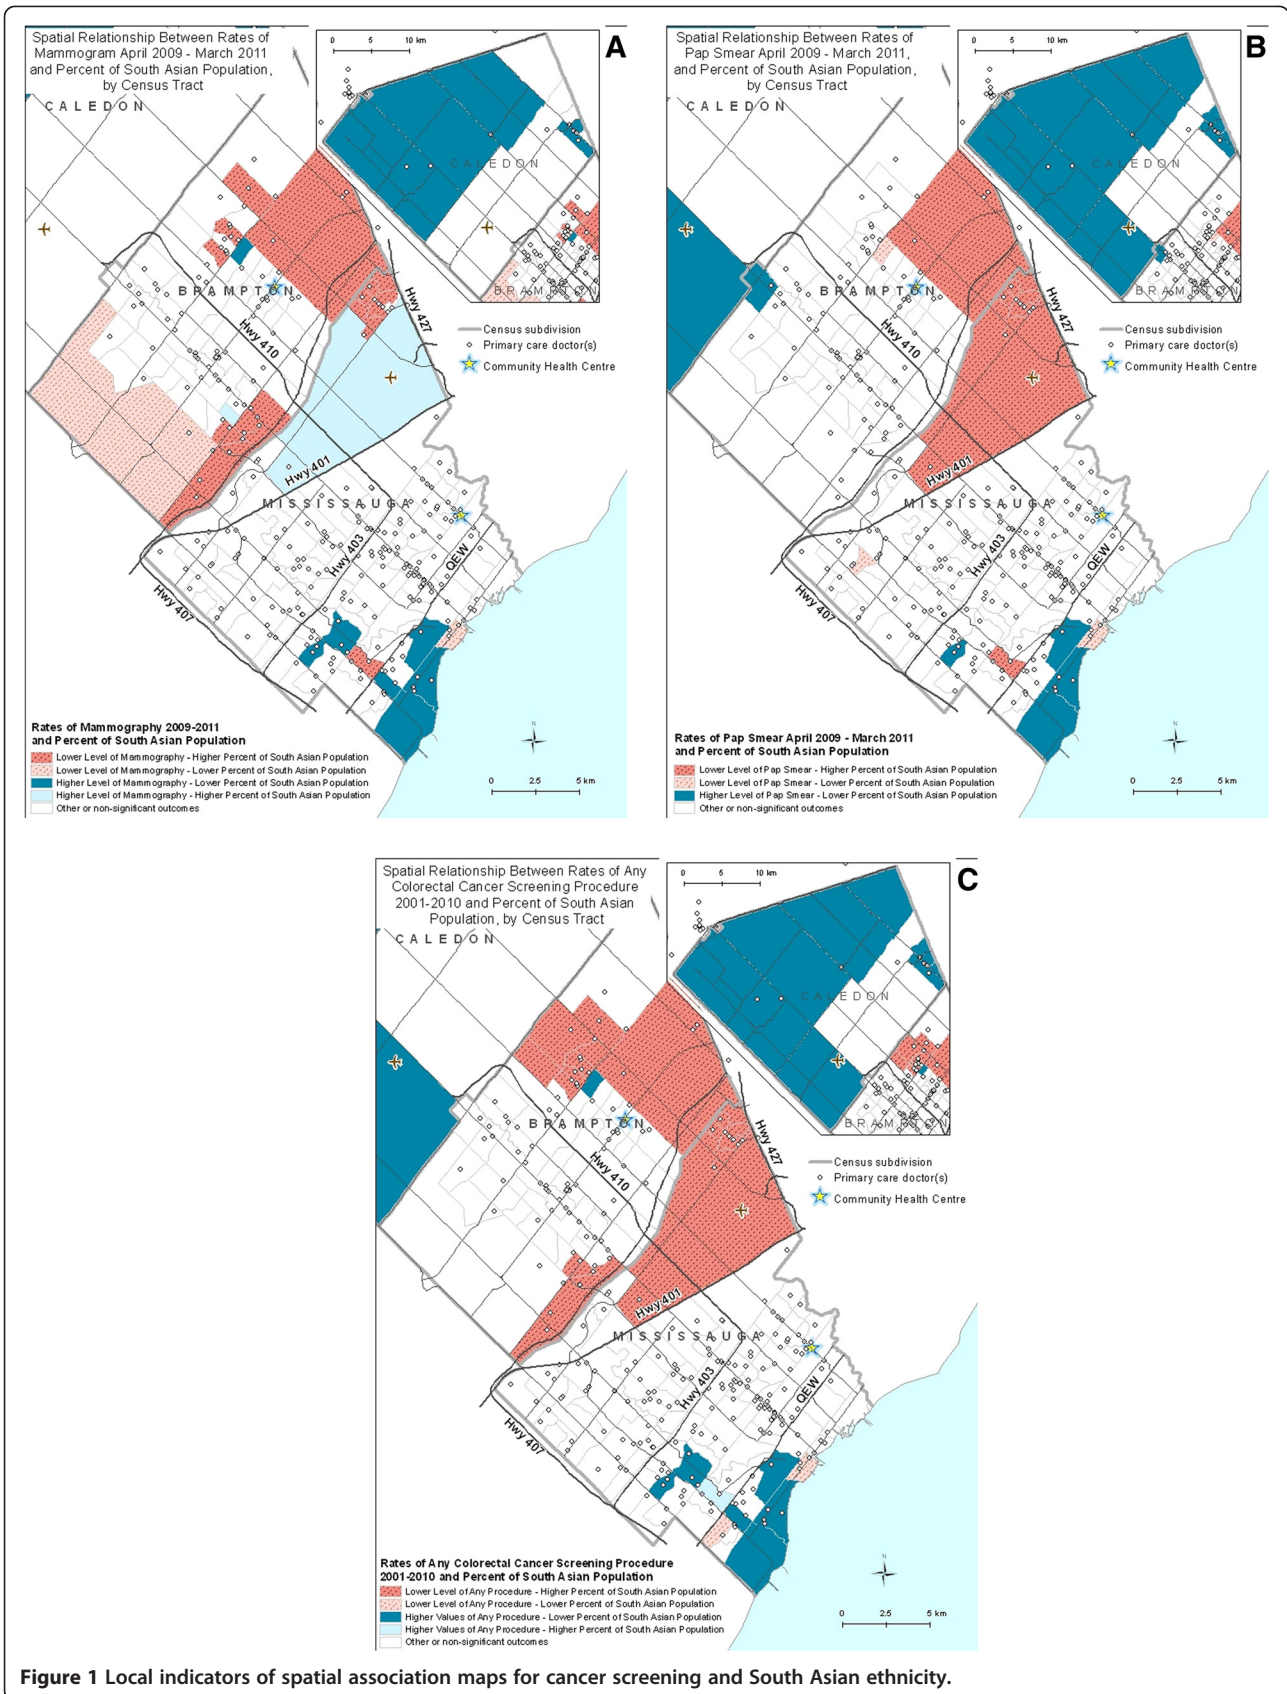 Spatial Relationship Between Rates of
Mammogram April 2009 - March 2011
and Percent of South Asian Population,
by Census Tract
A
0 5 10 km
CALEDON
CALEDON
BRAMPTON
BRAMPTON
Hwy 427
Hwy 410
Census subdivision
Primary care doctor(s)
Community Health Centre
Hwy 401
MISSISSAUGA
Hwy 403
QEW
Hwy 407
Rates of Mammography 2009-2011
and Percent of South Asian Population
Lower Level of Mammography - Higher Percent of South Asian Population
Lower Level of Mammography - Lower Percent of South Asian Population
Higher Level of Mammography - Lower Percent of South Asian Population
Higher Level of Mammography - Higher Percent of South Asian Population
Other or non-significant outcomes
N
0 2.5 5 km
Spatial Relationship Between Rates of
Pap Smear April 2009 - March 2011,
and Percent of South Asian Population,
by Census Tract
B
0 5 10 km
CALEDON
CALEDON
BRAMPTON
BRAMPTON
Hwy 427
Hwy 410
Census subdivision
Primary care doctor(s)
Community Health Centre
Hwy 401
MISSISSAUGA
Hwy 403
QEW
Hwy 407
Rates of Pap Smear April 2009 - March 2011
and Percent of South Asian Population
Lower Level of Pap Smear - Higher Percent of South Asian Population
Lower Level of Pap Smear - Lower Percent of South Asian Population
Higher Level of Pap Smear - Lower Percent of South Asian Population
Other or non-significant outcomes
N
0 2.5 5 km
Spatial Relationship Between Rates of Any
Colorectal Cancer Screening Procedure
2001-2010 and Percent of South Asian
Population, by Census Tract
C
0 5 10 km
CALEDON
CALEDON
BRAMPTON
BRAMPTON
Hwy 427
Hwy 410
Census subdivision
Primary care doctor(s)
Community Health Centre
Hwy 401
MISSISSAUGA
Hwy 403
QEW
Hwy 407
Rates of Any Colorectal Cancer Screening Procedure
2001-2010 and Percent of South Asian Population
Lower Level of Any Procedure - Higher Percent of South Asian Population
Lower Level of Any Procedure - Lower Percent of South Asian Population
Higher Values of Any Procedure - Lower Percent of South Asian Population
Higher Values of Any Procedure - Higher Percent of South Asian Population
Other or non-significant outcomes
N
0 2.5 5 km
Figure 1 Local indicators of spatial association maps for cancer screening and South Asian ethnicity.